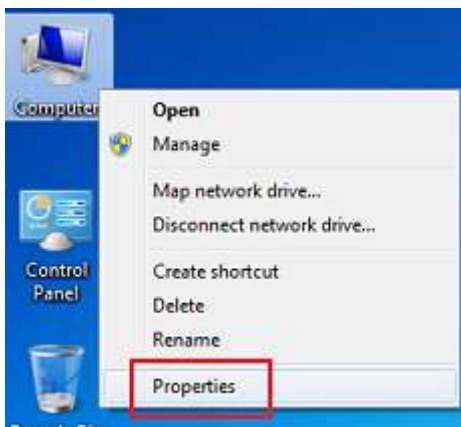 Computer
Open
Manage
Map network drive...
Disconnect network drive...
Create shortcut
Control
Panel
Delete
Rename
Properties